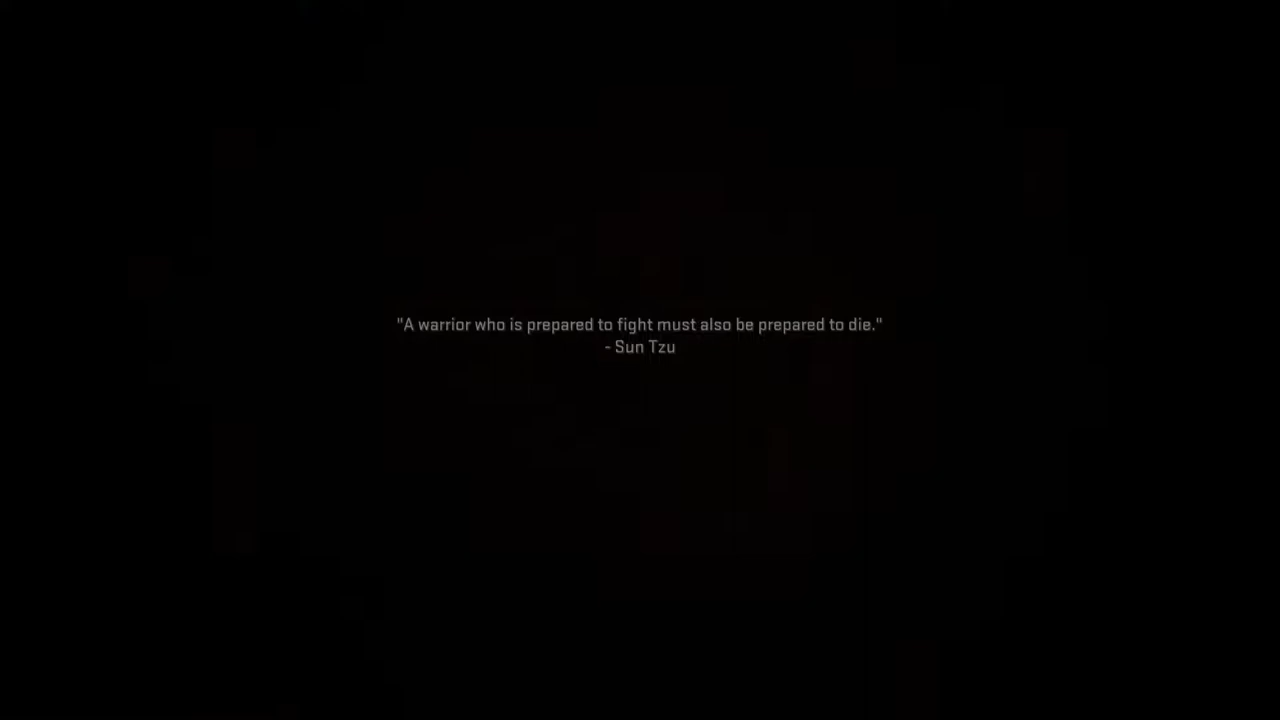 "A warrior who is prepared to fight must also be prepared to die."
- Sun Tzu